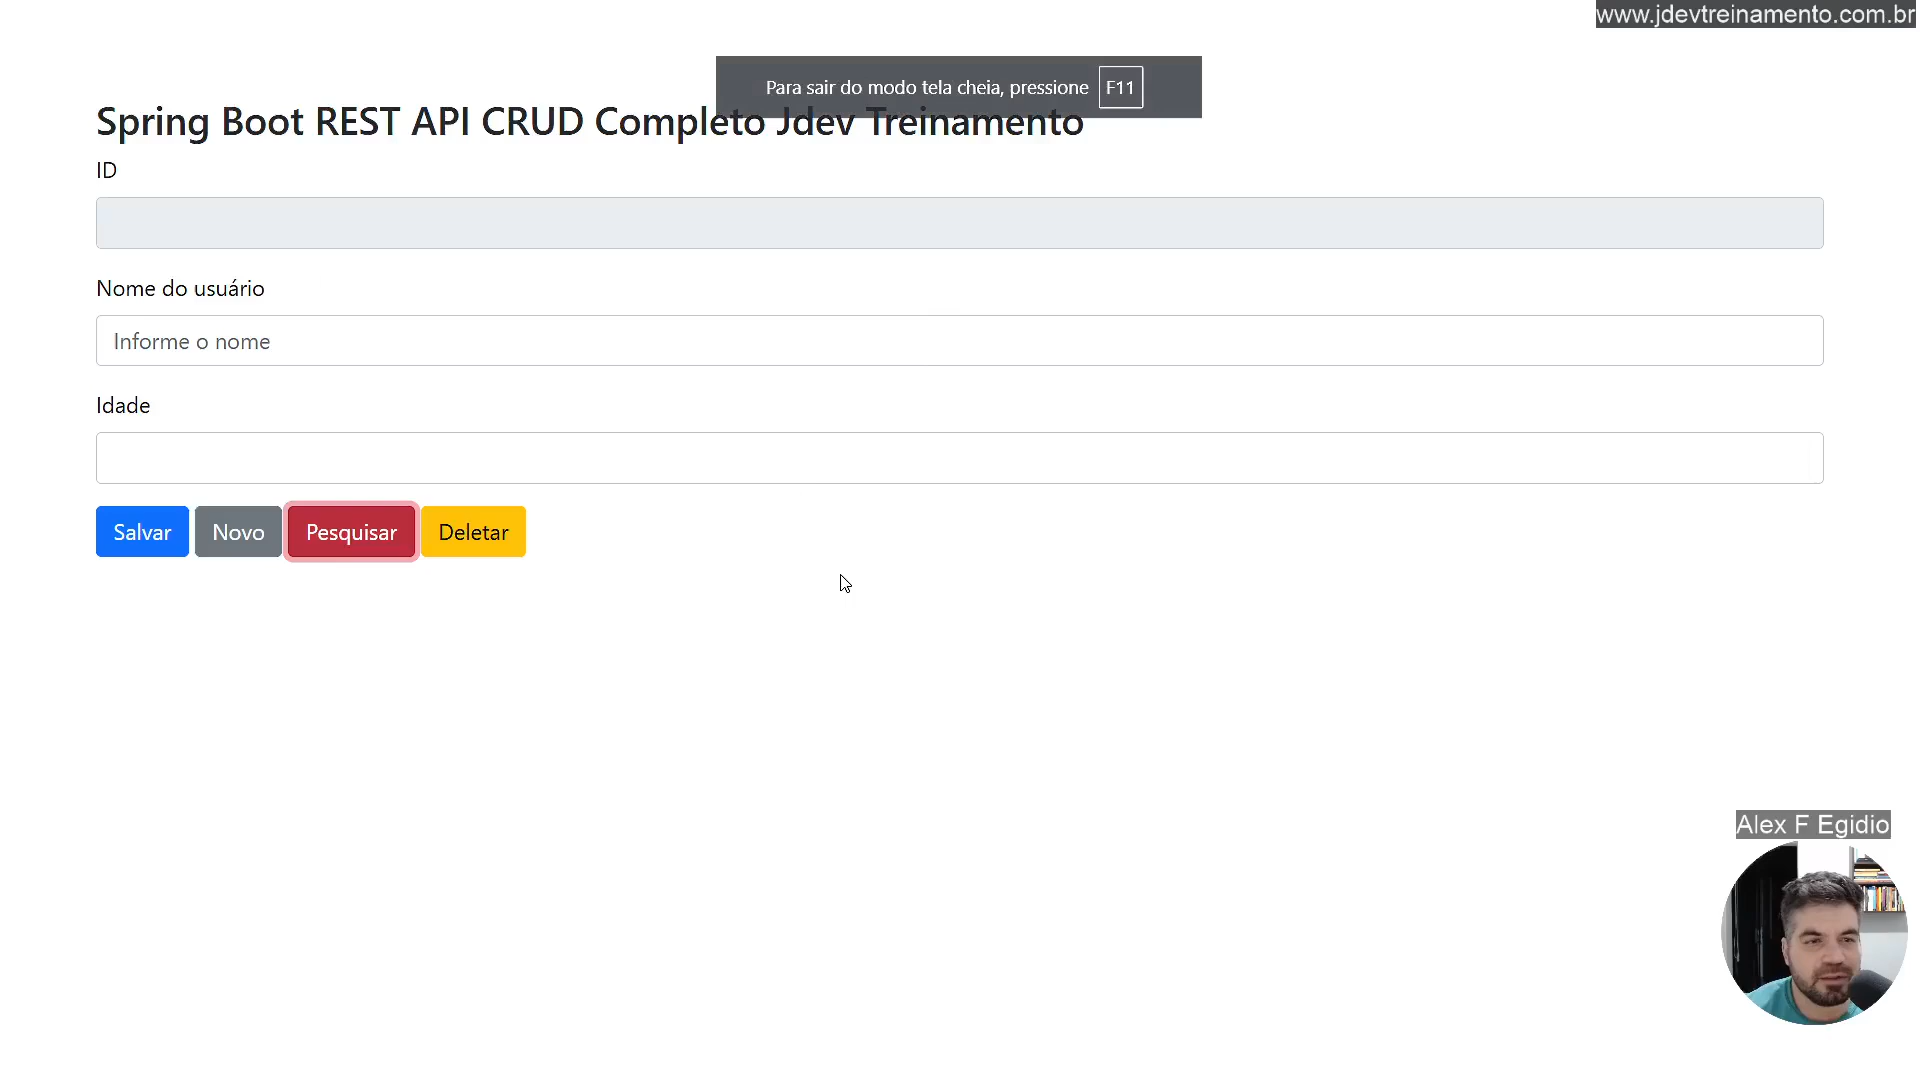 www.jdevtreinamento.com.br
Para sair do modo tela cheia, pressione F11
Spring Boot REST API CRUD Completo Jdev Treinamento
ID
Nome do usuário
Informe o nome
Idade
Salvar Novo Pesquisar Deletar
Alex F Egidio